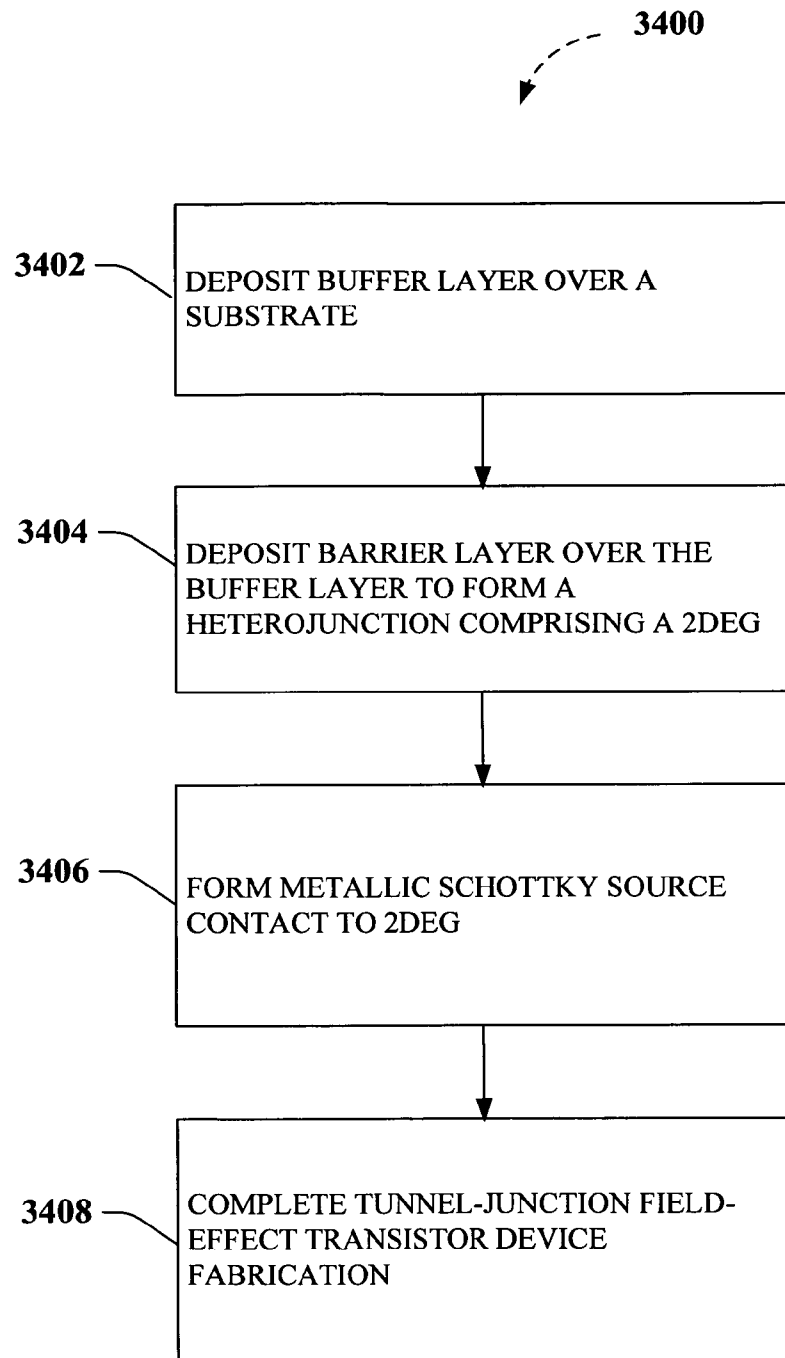 3400
3402
DEPOSIT BUFFER LAYER OVER A
SUBSTRATE
3404
DEPOSIT BARRIER LAYER OVER THE
BUFFER LAYER TO FORM A
HETEROJUNCTION COMPRISING A 2DEG
3406
FORM METALLIC SCHOTTKY SOURCE
CONTACT TO 2DEG
3408
COMPLETE TUNNEL-JUNCTION FIELD-
EFFECT TRANSISTOR DEVICE
FABRICATION